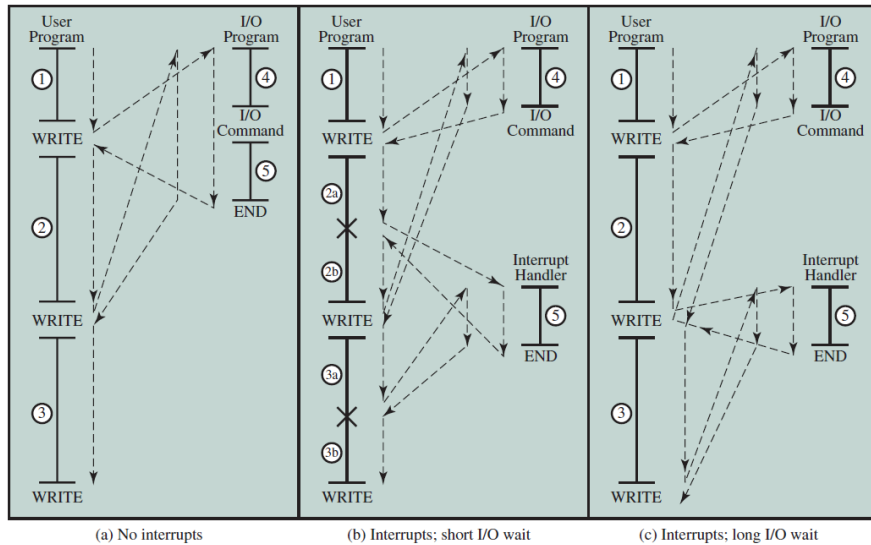 User
Program
I/O
Program
1
4
WRITE
I/O
Command
5
END
2
WRITE
3
WRITE
(a) No interrupts
User
Program
I/O
Program
1
4
WRITE
I/O
Command
2a
2b
Interrupt
Handler
5
END
WRITE
3a
3b
WRITE
(b) Interrupts; short I/O wait
User
Program
I/O
Program
1
4
WRITE
I/O
Command
2
Interrupt
Handler
5
END
WRITE
3
WRITE
(c) Interrupts; long I/O wait